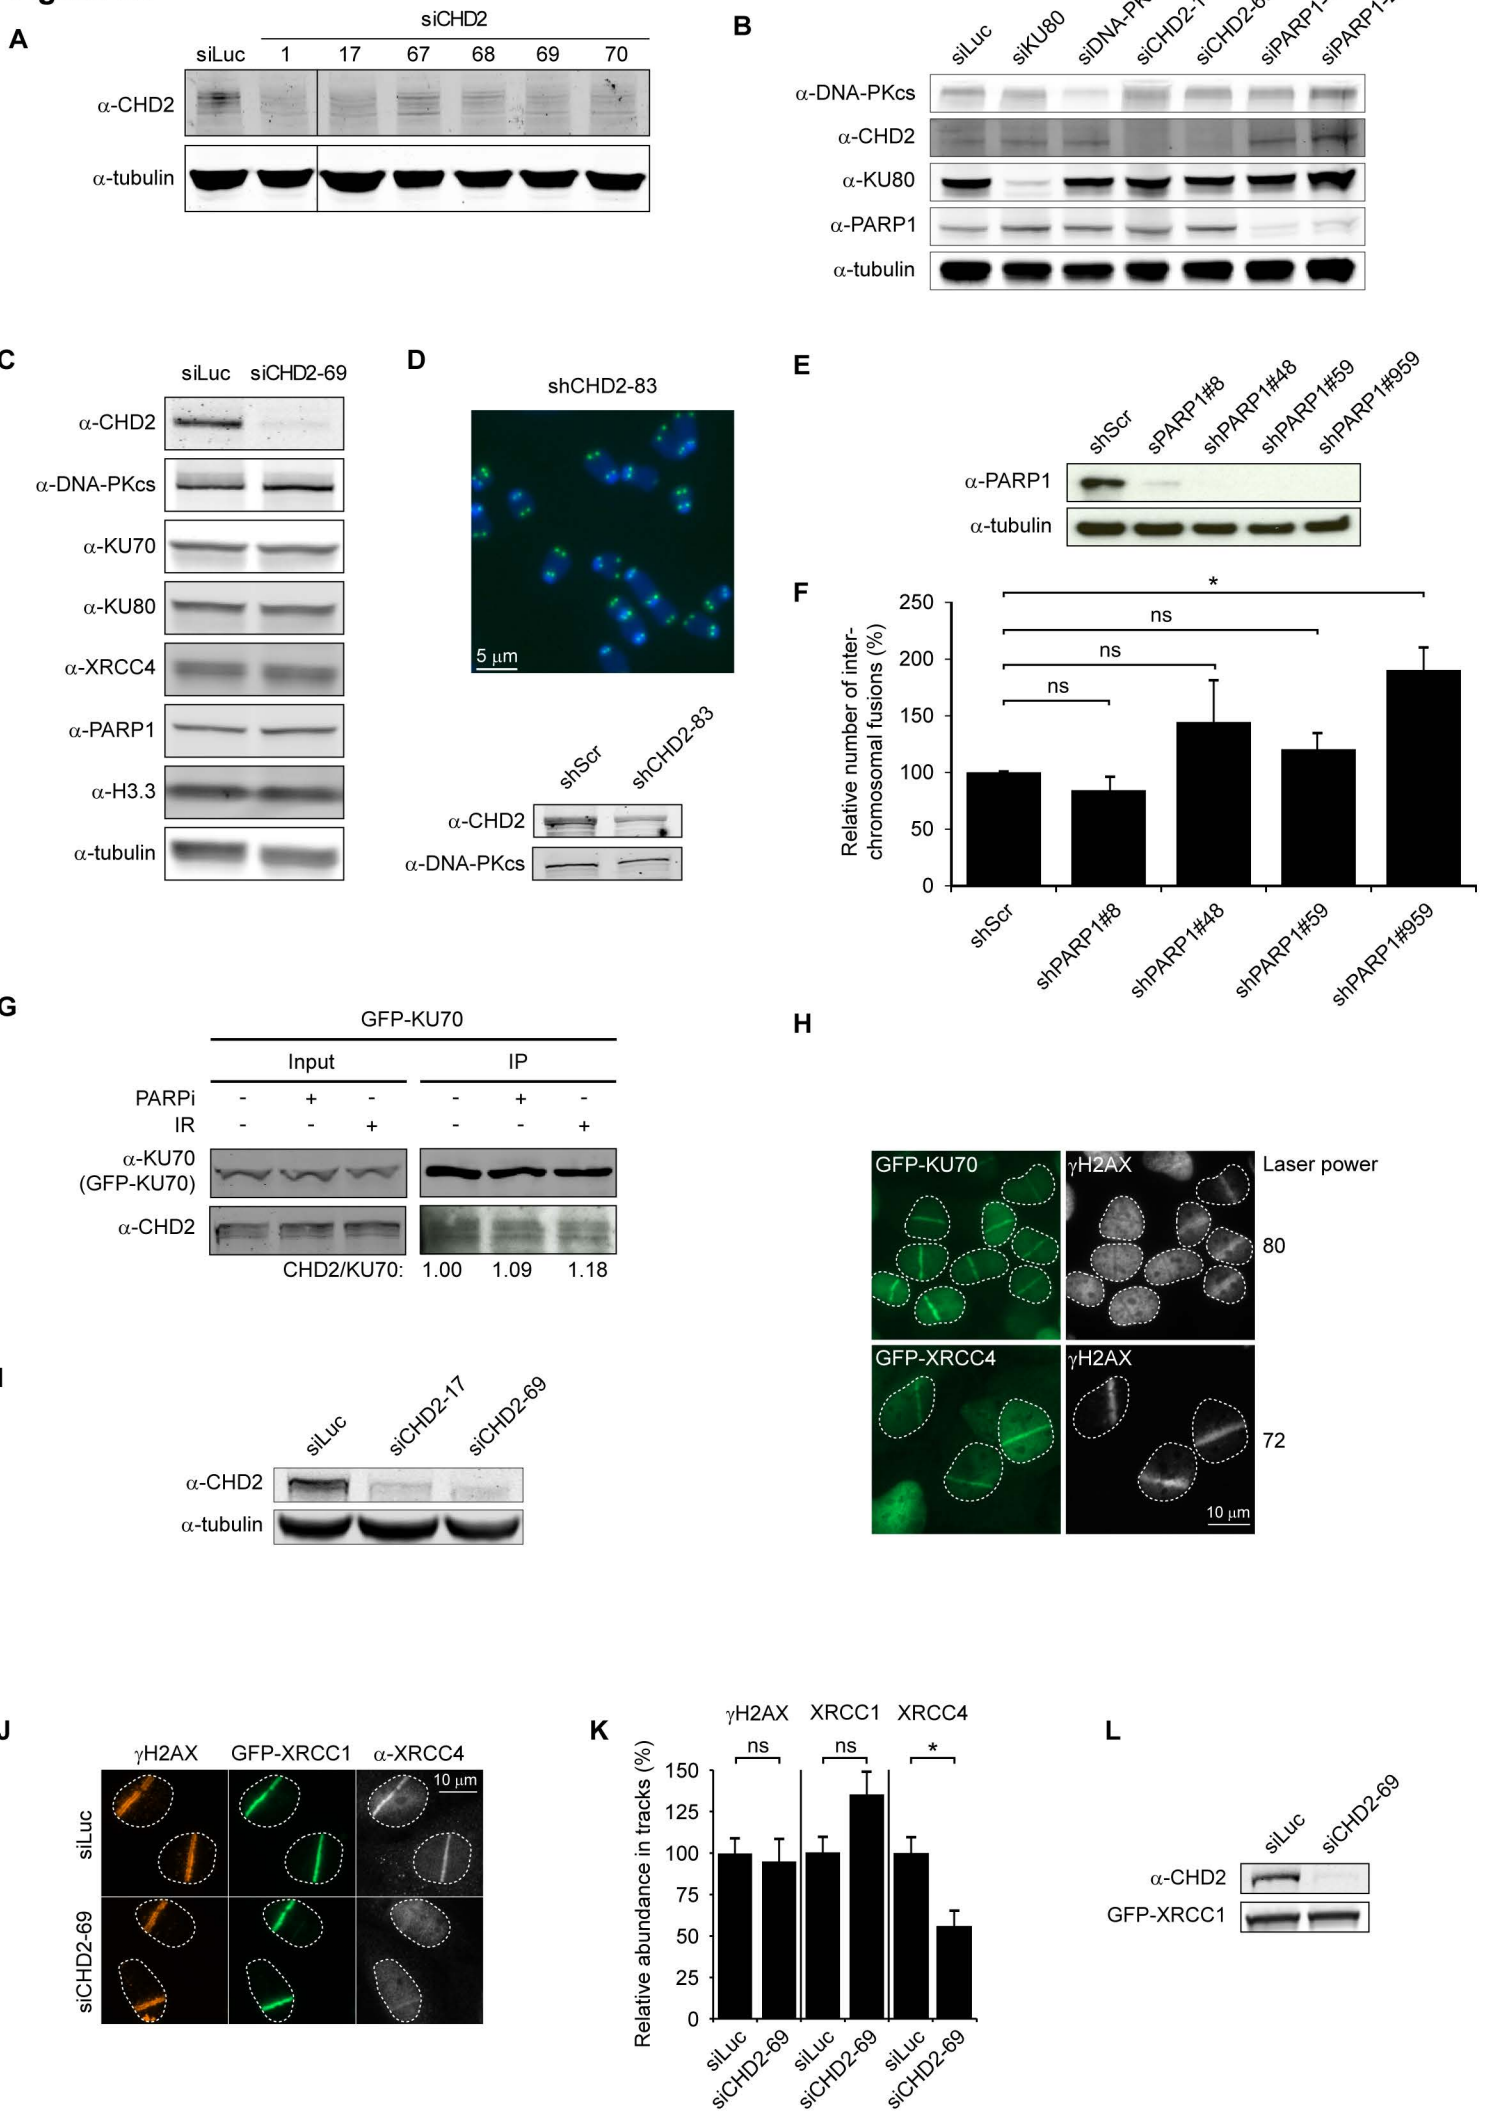 A
siCHD2
siLuc 1 17 67 68 69 70
α-CHD2
α-tubulin
B
siLuc siKU80
α-DNA-PKcs
α-CHD2
α-KU80
α-PARP1
α-tubulin
C
siLuc siCHD2-69
α-CHD2
α-DNA-PKcs
α-KU70
α-KU80
α-XRCC4
α-PARP1
α-H3.3
α-tubulin
D
shCHD2-83
5 μm
shScr shCHD2-83
α-CHD2
α-DNA-PKcs
E
shScr sPARP1#8 shPARP1#48 shPARP1#59 shPARP1#959
α-PARP1
α-tubulin
F
Relative number of inter-
chromosomal fusions (%)
250
200
150
100
50
0
*
ns
ns
ns
shScr shPARP1#8 shPARP1#48 shPARP1#59 shPARP1#959
G
GFP-KU70
Input IP
PARPi - + - - + -
IR - - + - - +
α-KU70
(GFP-KU70)
α-CHD2
CHD2/KU70: 1.00 1.09 1.18
H
GFP-KU70 γH2AX Laser power
80
GFP-XRCC4 γH2AX
72
10 μm
I
siLuc siCHD2-17 siCHD2-69
α-CHD2
α-tubulin
J
γH2AX GFP-XRCC1 α-XRCC4
10 μm
siLuc
siCHD2-69
K
γH2AX XRCC1 XRCC4
ns ns *
Relative abundance in tracks (%)
150
125
100
75
50
25
0
siLuc siCHD2-69 siLuc siCHD2-69 siLuc siCHD2-69
L
siLuc siCHD2-69
α-CHD2
GFP-XRCC1